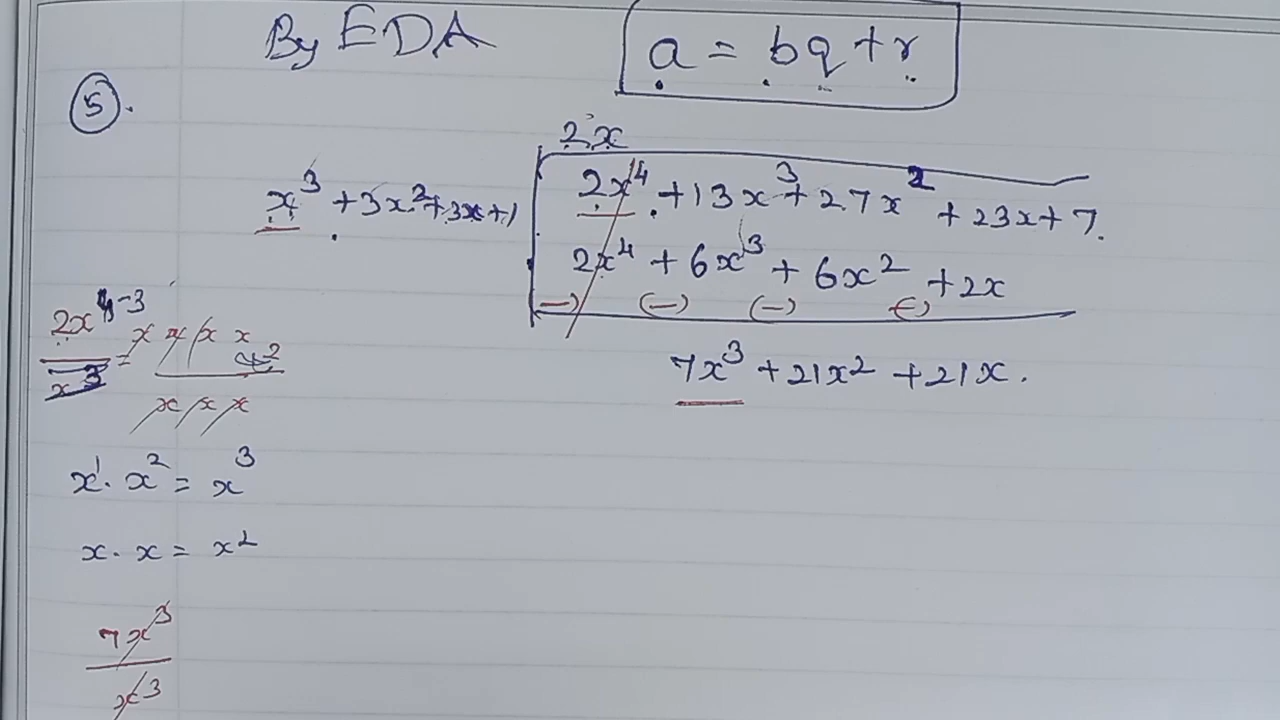 By EDA
a = bq + r
5.
2x
x³ + 3x² + 3x + 1
2x⁴ + 13x³ + 27x² + 23x + 7.
2x⁴ + 6x³ + 6x² + 2x
(-) (-) (-) (-)
7x³ + 21x² + 21x.
2x⁴⁻³
x³
= x x x x
x x x
x¹. x² = x³
x. x = x²
7x³
x³